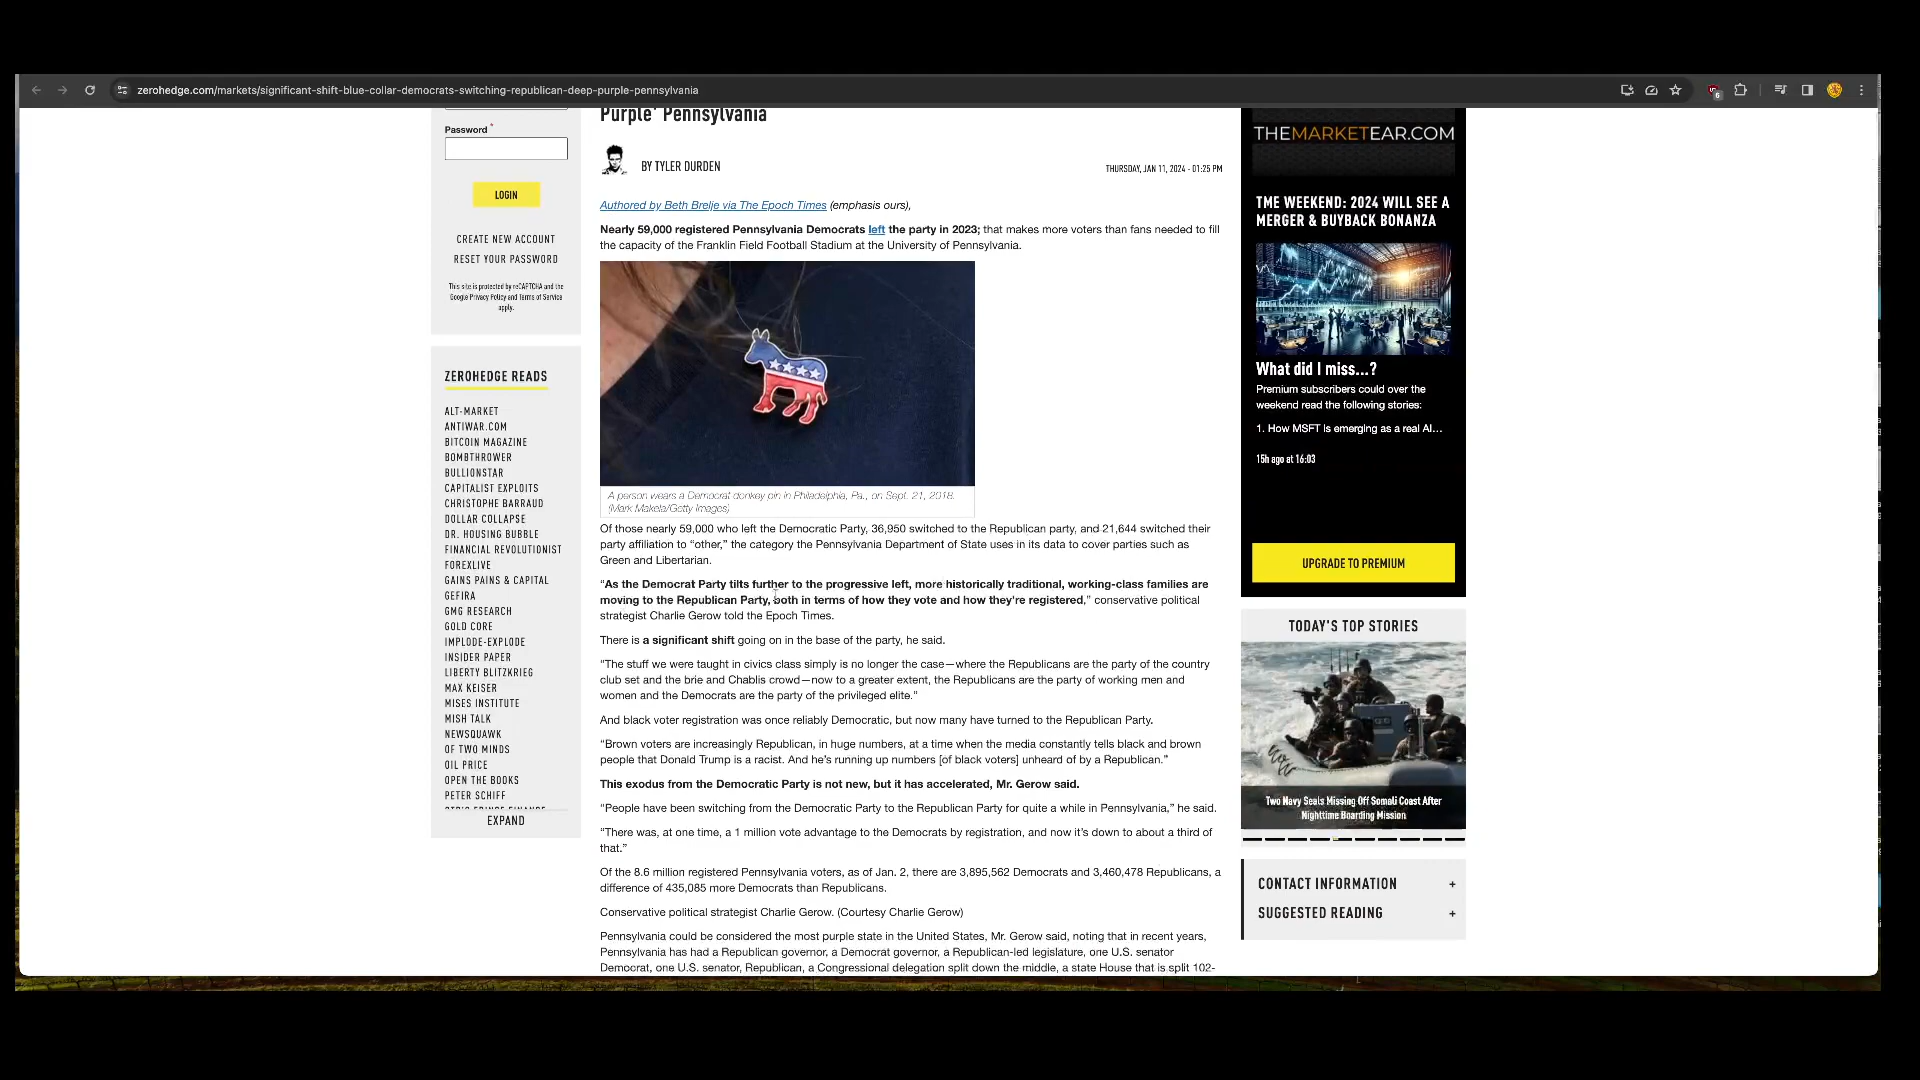 zerohedge.com/markets/significant-shift-blue-collar-democrats-switching-republican-deep-purple-pennsylvania
6
Password *
LOGIN
CREATE NEW ACCOUNT
RESET YOUR PASSWORD
This site is protected by reCAPTCHA and the
Google Privacy Policy and Terms of Service
apply.
ZEROHEDGE READS
ALT-MARKET
ANTIWAR.COM
BITCOIN MAGAZINE
BOMBTHROWER
BULLIONSTAR
CAPITALIST EXPLOITS
CHRISTOPHE BARRAUD
DOLLAR COLLAPSE
DR. HOUSING BUBBLE
FINANCIAL REVOLUTIONIST
FOREXLIVE
GAINS PAINS & CAPITAL
GEFIRA
GMG RESEARCH
GOLD CORE
IMPLODE-EXPLODE
INSIDER PAPER
LIBERTY BLITZKRIEG
MAX KEISER
MISES INSTITUTE
MISH TALK
NEWSQUAWK
OF TWO MINDS
OIL PRICE
OPEN THE BOOKS
PETER SCHIFF
EXPAND
Purple' Pennsylvania
BY TYLER DURDEN
THURSDAY, JAN 11, 2024 - 01:25 PM
Authored by Beth Brelje via The Epoch Times (emphasis ours),
Nearly 59,000 registered Pennsylvania Democrats left the party in 2023; that makes more voters than fans needed to fill
the capacity of the Franklin Field Football Stadium at the University of Pennsylvania.
A person wears a Democrat donkey pin in Philadelphia, Pa., on Sept. 21, 2018.
(Mark Makela/Getty Images)
Of those nearly 59,000 who left the Democratic Party, 36,950 switched to the Republican party, and 21,644 switched their
party affiliation to “other,” the category the Pennsylvania Department of State uses in its data to cover parties such as
Green and Libertarian.
“As the Democrat Party tilts further to the progressive left, more historically traditional, working-class families are
moving to the Republican Party, both in terms of how they vote and how they're registered,” conservative political
strategist Charlie Gerow told the Epoch Times.
There is a significant shift going on in the base of the party, he said.
“The stuff we were taught in civics class simply is no longer the case—where the Republicans are the party of the country
club set and the brie and Chablis crowd—now to a greater extent, the Republicans are the party of working men and
women and the Democrats are the party of the privileged elite.”
And black voter registration was once reliably Democratic, but now many have turned to the Republican Party.
“Brown voters are increasingly Republican, in huge numbers, at a time when the media constantly tells black and brown
people that Donald Trump is a racist. And he's running up numbers [of black voters] unheard of by a Republican.”
This exodus from the Democratic Party is not new, but it has accelerated, Mr. Gerow said.
“People have been switching from the Democratic Party to the Republican Party for quite a while in Pennsylvania,” he said.
“There was, at one time, a 1 million vote advantage to the Democrats by registration, and now it's down to about a third of
that.”
Of the 8.6 million registered Pennsylvania voters, as of Jan. 2, there are 3,895,562 Democrats and 3,460,478 Republicans, a
difference of 435,085 more Democrats than Republicans.
Conservative political strategist Charlie Gerow. (Courtesy Charlie Gerow)
Pennsylvania could be considered the most purple state in the United States, Mr. Gerow said, noting that in recent years,
Pennsylvania has had a Republican governor, a Democrat governor, a Republican-led legislature, one U.S. senator
Democrat, one U.S. senator, Republican, a Congressional delegation split down the middle, a state House that is split 102-
THEMARKETEAR.COM
TME WEEKEND: 2024 WILL SEE A
MERGER & BUYBACK BONANZA
What did I miss...?
Premium subscribers could over the
weekend read the following stories:
1. How MSFT is emerging as a real AI...
15h ago at 16:03
UPGRADE TO PREMIUM
TODAY'S TOP STORIES
Two Navy Seals Missing Off Somali Coast After
Nighttime Boarding Mission
CONTACT INFORMATION +
SUGGESTED READING +